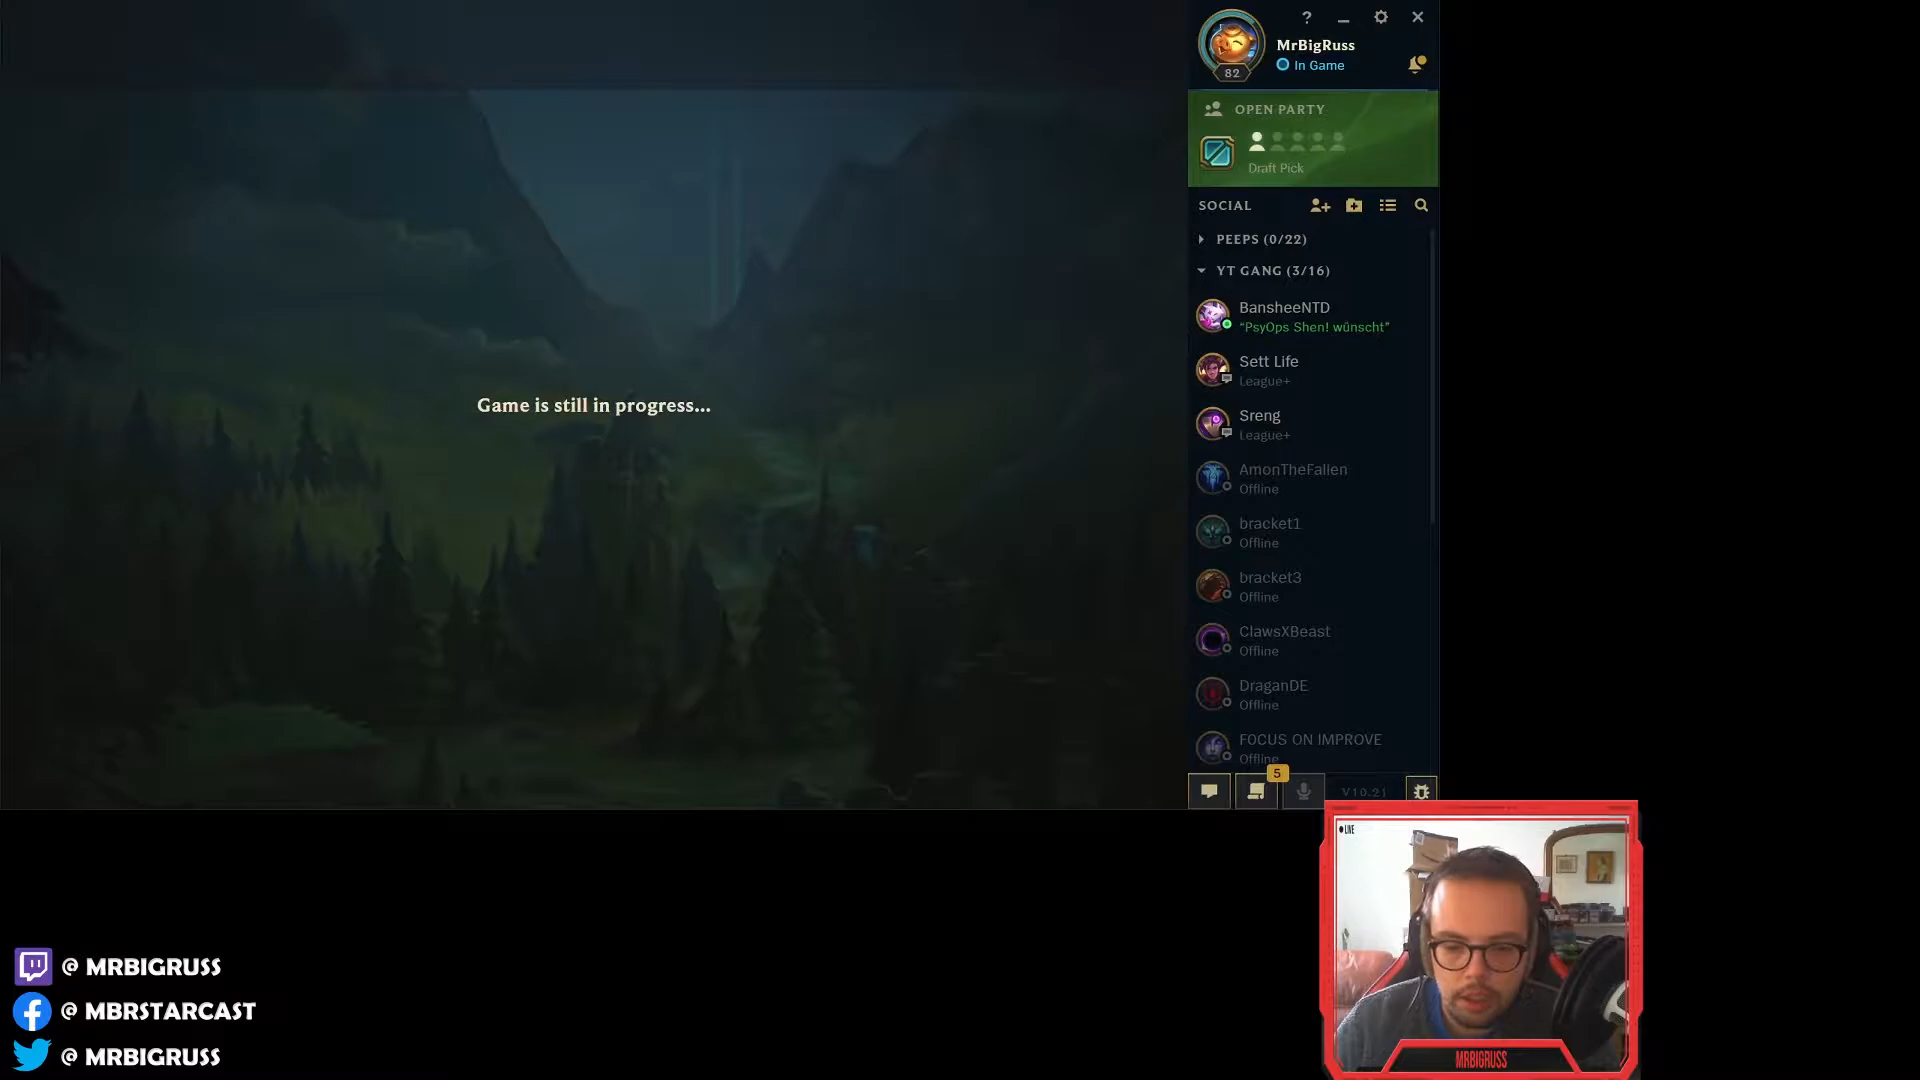 ?
MrBigRuss
In Game
82
OPEN PARTY
Draft Pick
SOCIAL
PEEPS (0/22)
YT GANG (3/16)
BansheeNTD
“PsyOps Shen! wünscht”
Sett Life
League+
Sreng
League+
AmonTheFallen
Offline
bracket1
Offline
bracket3
Offline
ClawsXBeast
Offline
DraganDE
Offline
FOCUS ON IMPROVE
Offline
5
V10.21
Game is still in progress...
LIVE
MRBIGRUSS
@ MRBIGRUSS
@ MBRSTARCAST
@ MRBIGRUSS